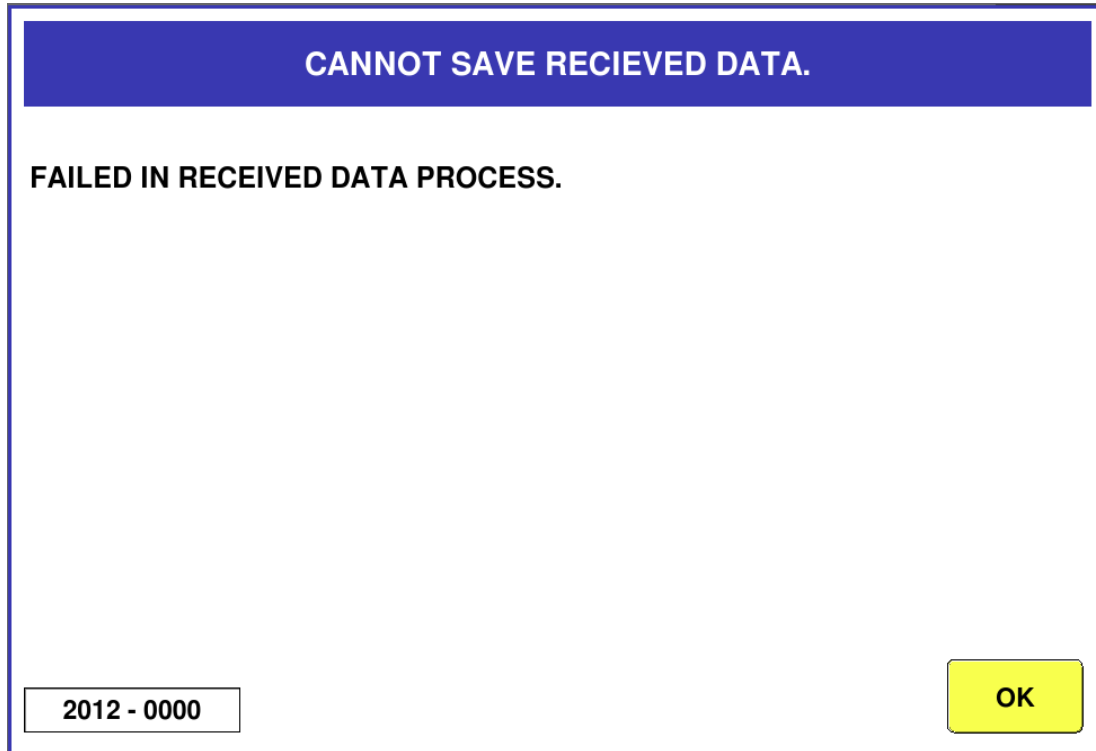 CANNOT SAVE RECIEVED DATA.
FAILED IN RECEIVED DATA PROCESS.
2012 - 0000
OK